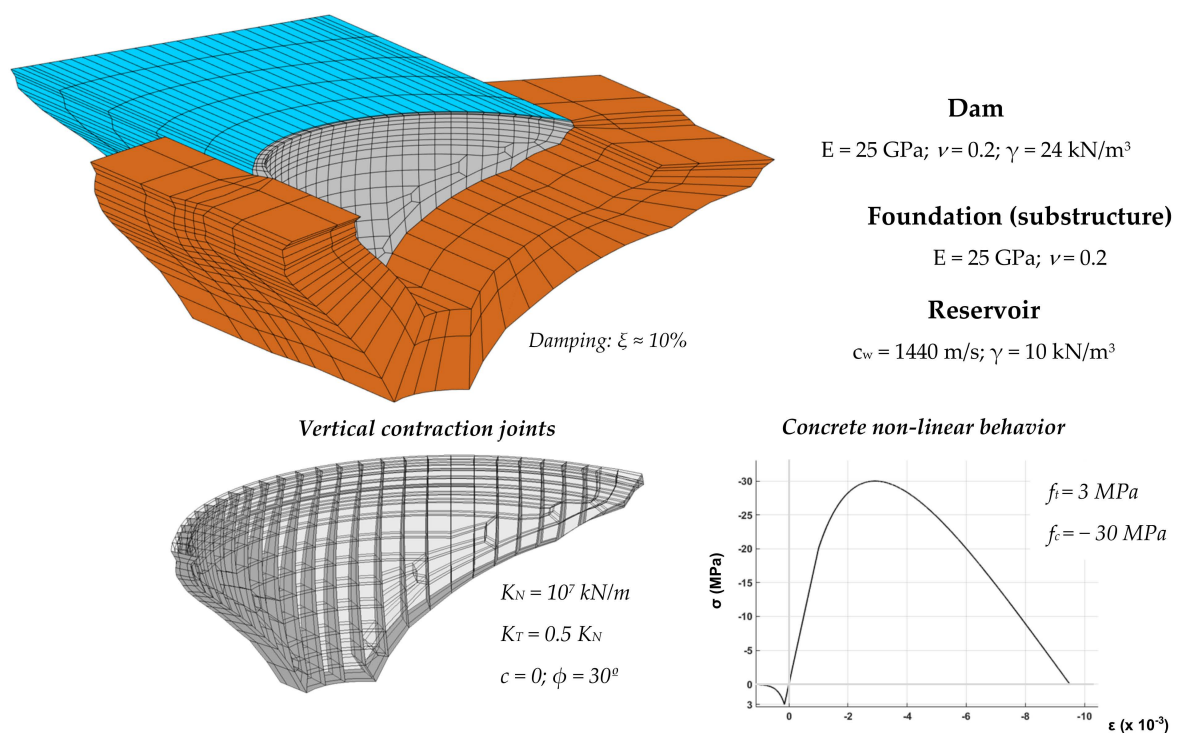 Dam
E = 25 GPa; ν = 0.2; γ = 24 kN/m³
Foundation (substructure)
E = 25 GPa; ν = 0.2
Reservoir
cw = 1440 m/s; γ = 10 kN/m³
Damping: ξ ≈ 10%
Vertical contraction joints
KN = 10⁷ kN/m
KT = 0.5 KN
c = 0; ϕ = 30º
Concrete non-linear behavior
ft = 3 MPa
fc = − 30 MPa
σ (MPa)
-30
-25
-20
-15
-10
-5
0
3
0 -2 -4 -6 -8 -10
ε (x 10⁻³)